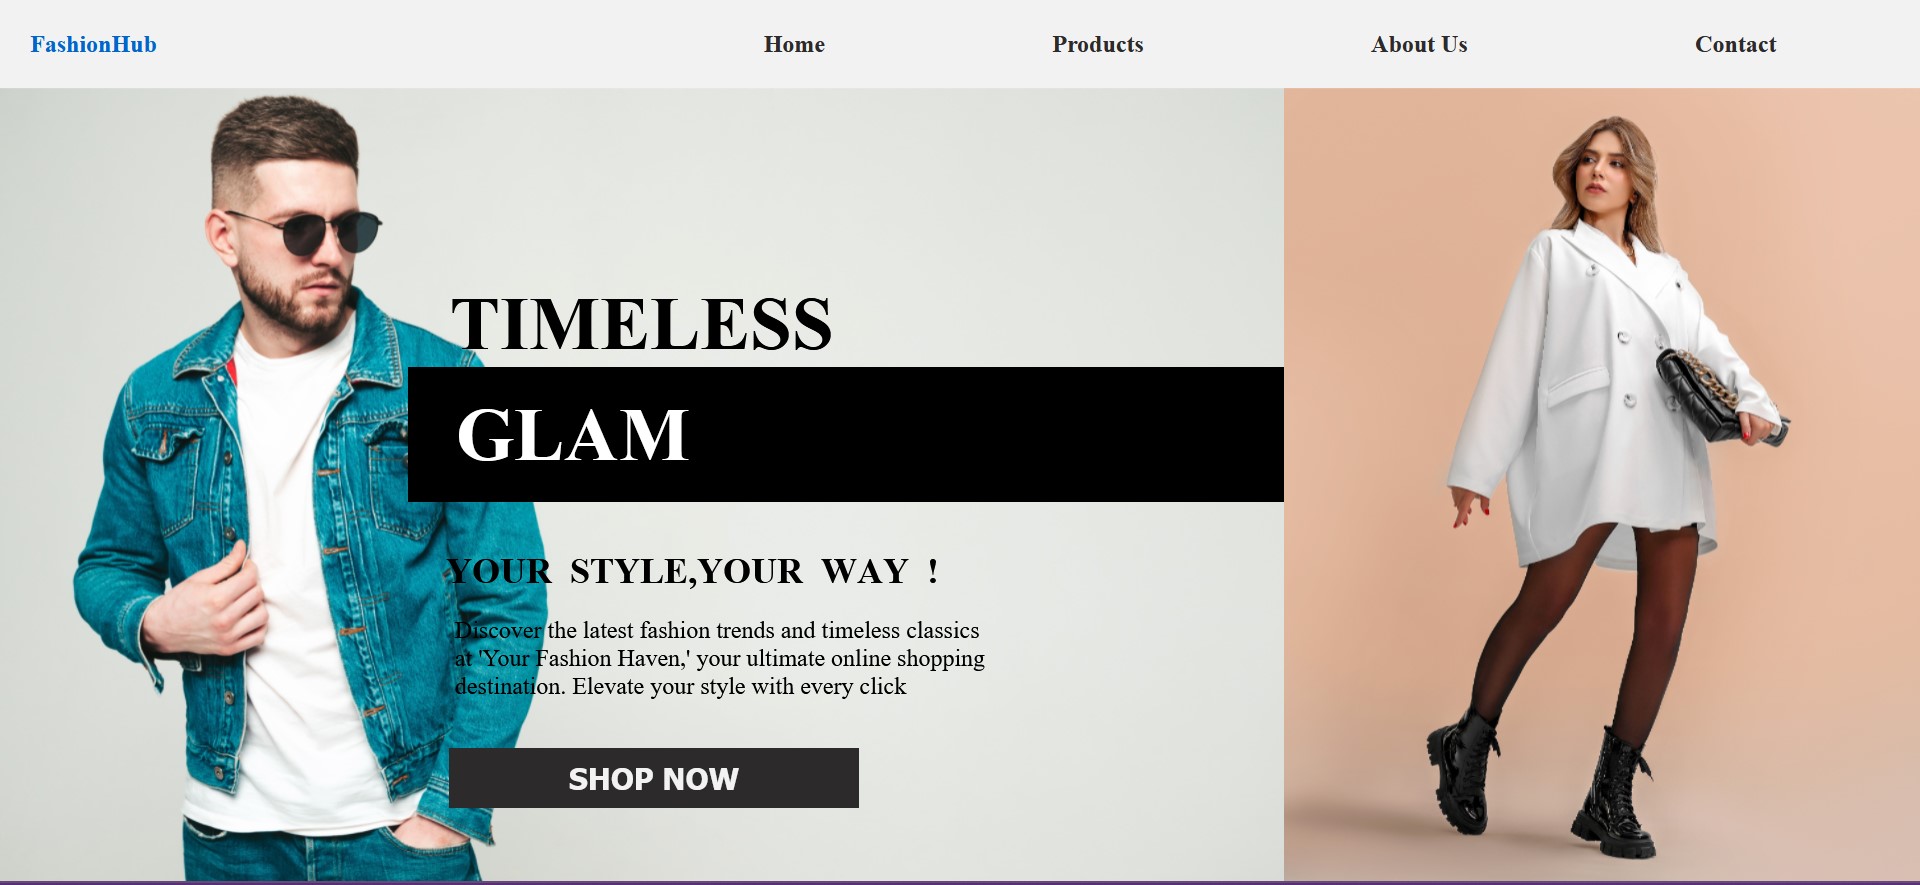 FashionHub Home Products About Us Contact
TIMELESS
GLAM
YOUR STYLE,YOUR WAY !
Discover the latest fashion trends and timeless classics
at 'Your Fashion Haven,' your ultimate online shopping
destination. Elevate your style with every click
SHOP NOW